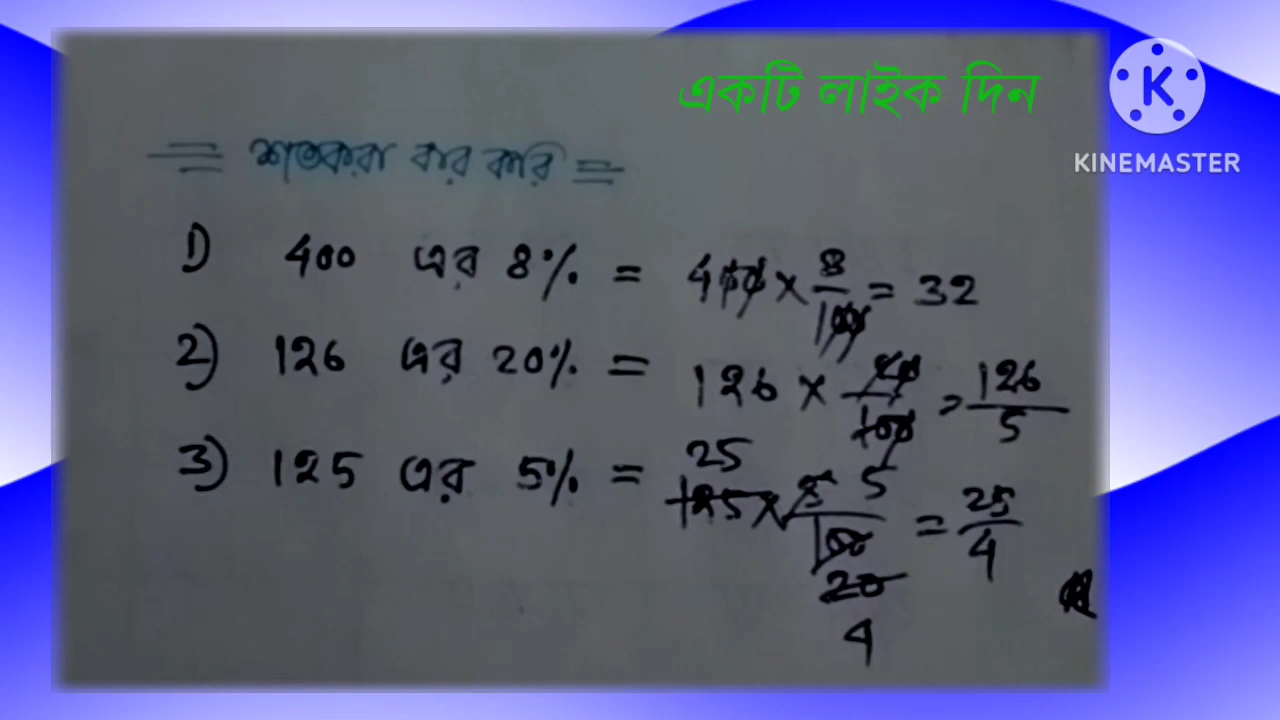 একটি লাইক দিন
KINEMASTER
= শতকরা বার করি =
1) 400 এর 8% = 400 × 8/100 = 32
2) 126 এর 20% = 126 × 20/100 = 126/5
3) 125 এর 5% = 125 × 5/100 = 25/4
25
5
20
4